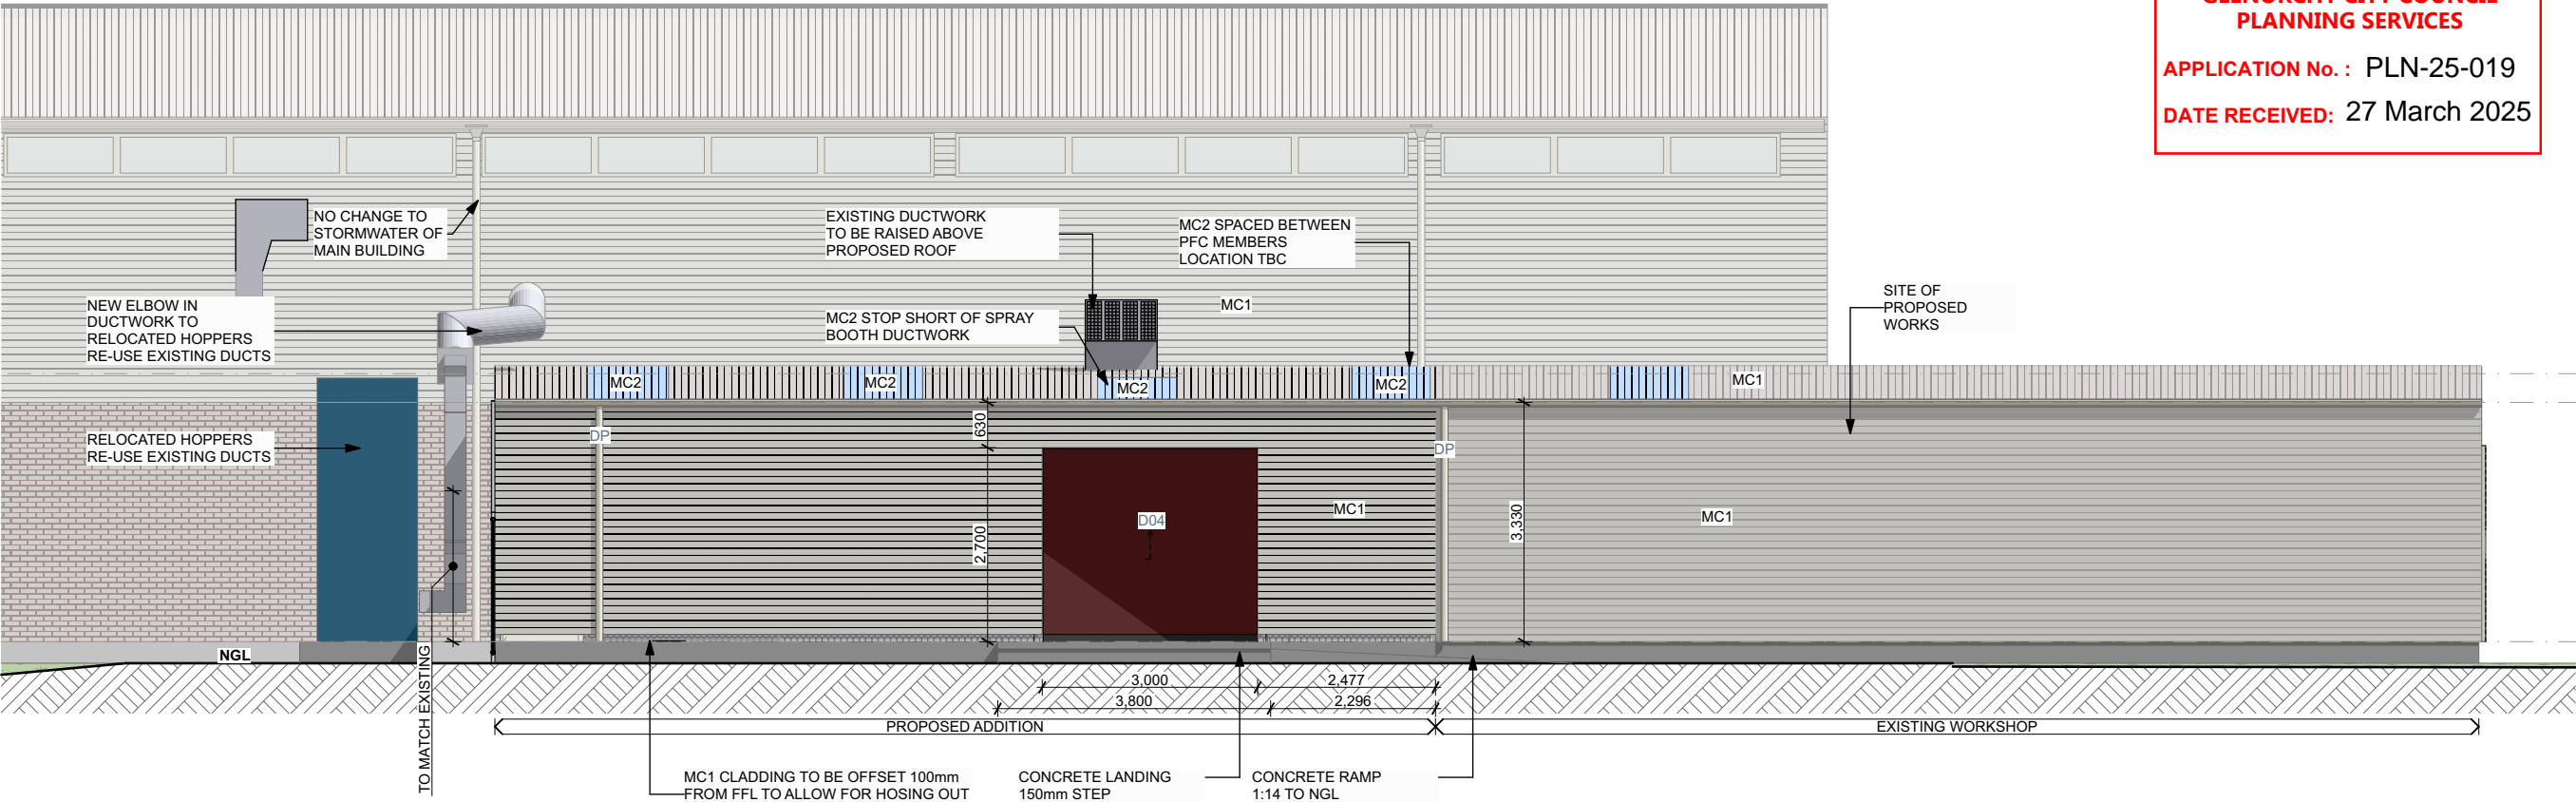 GLENORCHY CITY COUNCIL
PLANNING SERVICES
APPLICATION No. : PLN-25-019
DATE RECEIVED: 27 March 2025
NO CHANGE TO
STORMWATER OF
MAIN BUILDING
EXISTING DUCTWORK
TO BE RAISED ABOVE
PROPOSED ROOF
MC2 SPACED BETWEEN
PFC MEMBERS
LOCATION TBC
NEW ELBOW IN
DUCTWORK TO
RELOCATED HOPPERS
RE-USE EXISTING DUCTS
MC2 STOP SHORT OF SPRAY
BOOTH DUCTWORK
MC1
SITE OF
PROPOSED
WORKS
MC2
MC2
MC2
MC2
MC1
RELOCATED HOPPERS
RE-USE EXISTING DUCTS
DP
630
DP
2,700
D04
MC1
3,330
MC1
NGL
TO MATCH EXISTING
3,000
2,477
3,800
2,296
PROPOSED ADDITION
EXISTING WORKSHOP
MC1 CLADDING TO BE OFFSET 100mm
FROM FFL TO ALLOW FOR HOSING OUT
CONCRETE LANDING
150mm STEP
CONCRETE RAMP
1:14 TO NGL